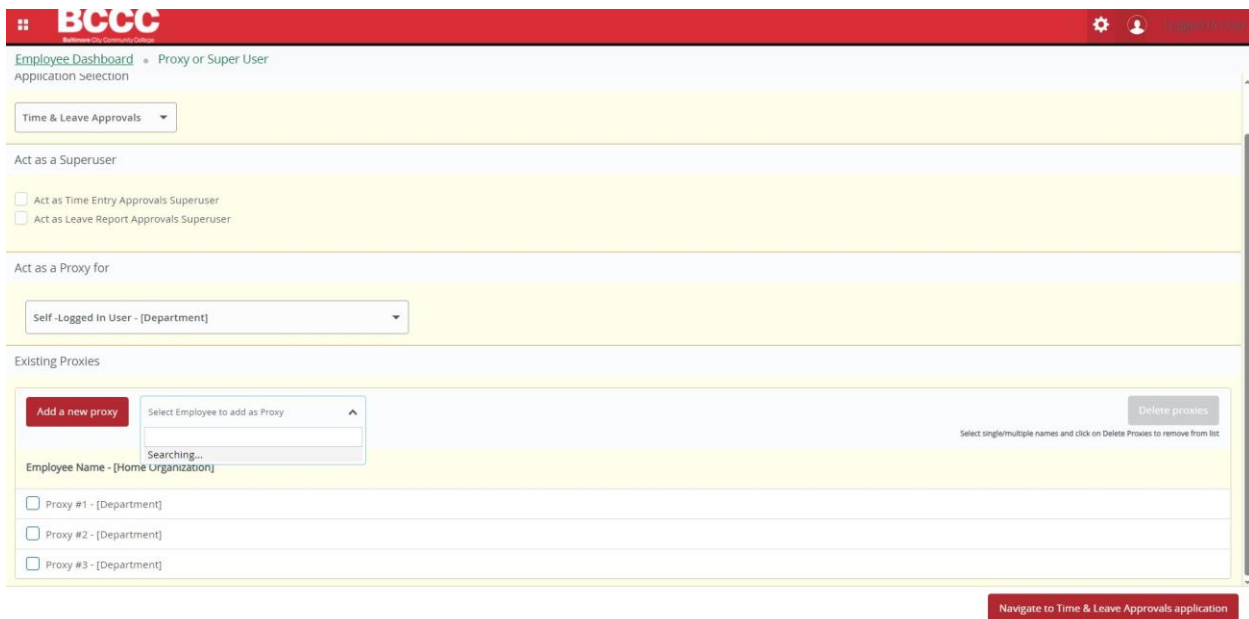 BCCC
Baltimore City Community College
Employee Dashboard • Proxy or Super User
Application Selection
Time & Leave Approvals
Act as a Superuser
Act as Time Entry Approvals Superuser
Act as Leave Report Approvals Superuser
Act as a Proxy for
Self -Logged In User - [Department]
Existing Proxies
Add a new proxy
Select Employee to add as Proxy
Delete proxies
Select single/multiple names and click on Delete Proxies to remove from list
Searching...
Employee Name - [Home Organization]
Proxy #1 - [Department]
Proxy #2 - [Department]
Proxy #3 - [Department]
Navigate to Time & Leave Approvals application